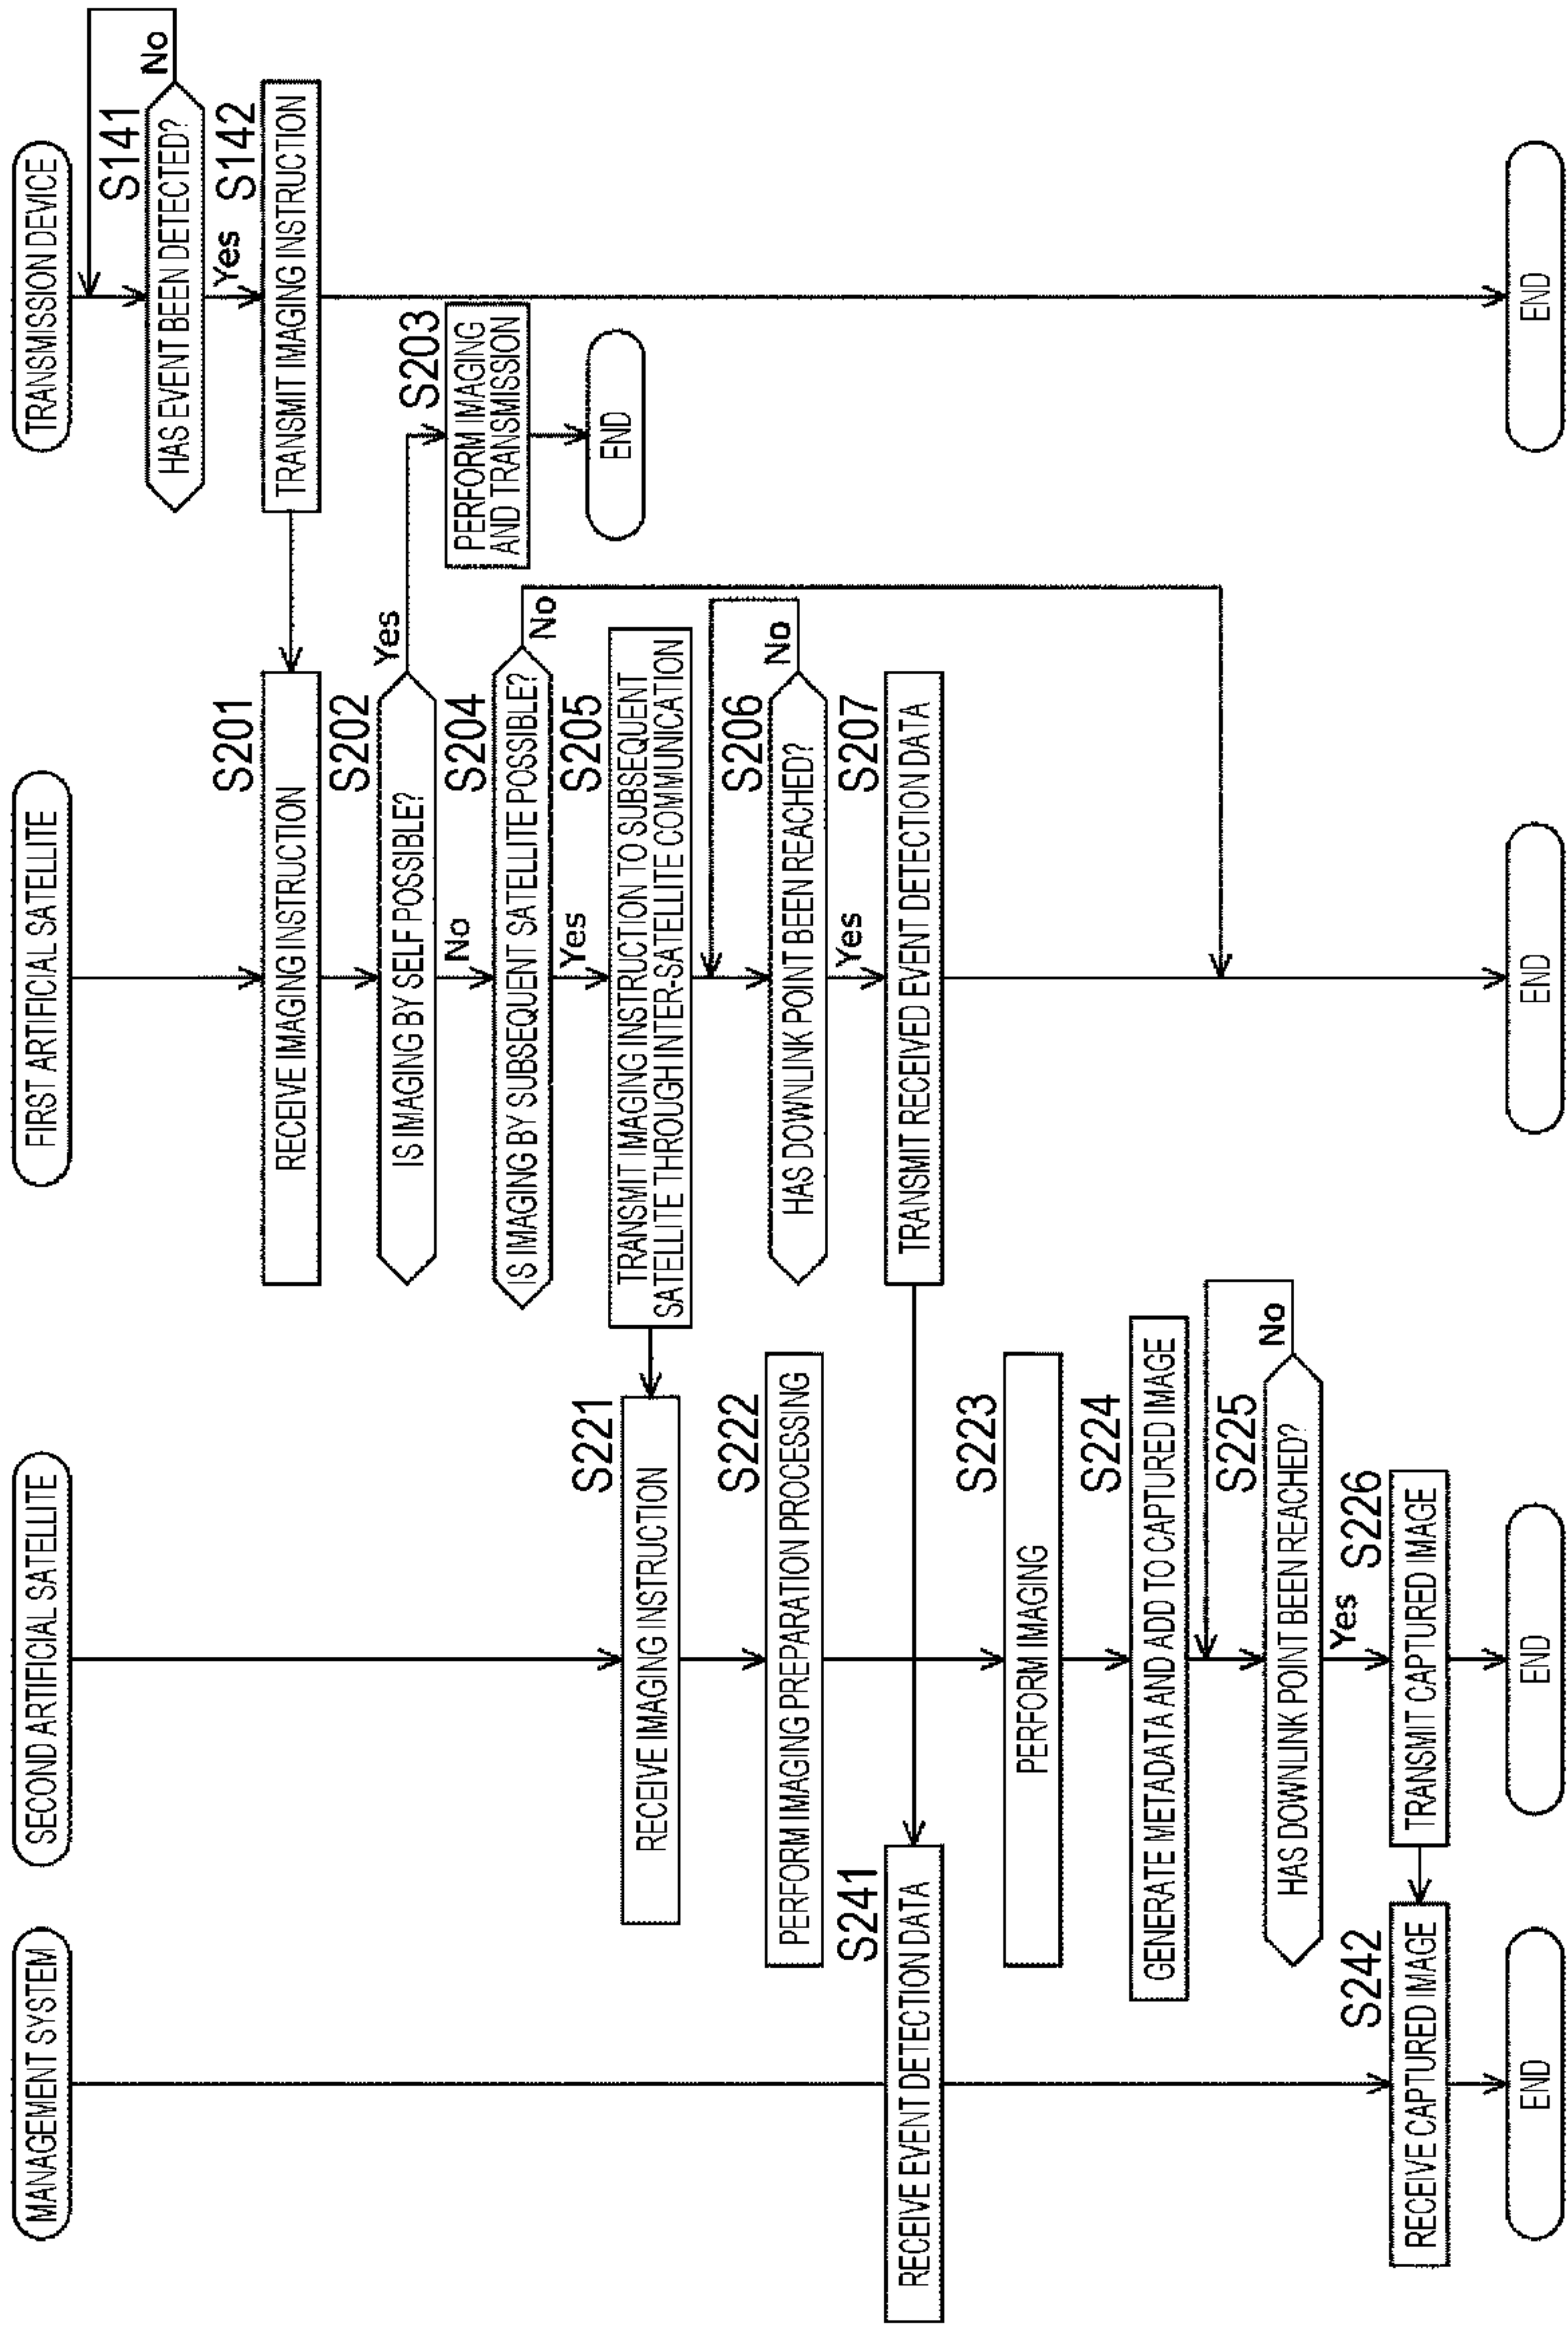 MANAGEMENT SYSTEM
S241
RECEIVE EVENT DETECTION DATA
S242
RECEIVE CAPTURED IMAGE
END
SECOND ARTIFICIAL SATELLITE
S221
RECEIVE IMAGING INSTRUCTION
S222
PERFORM IMAGING PREPARATION PROCESSING
S223
PERFORM IMAGING
S224
GENERATE METADATA AND ADD TO CAPTURED IMAGE
S225
HAS DOWNLINK POINT BEEN REACHED?
No
Yes
S226
TRANSMIT CAPTURED IMAGE
END
FIRST ARTIFICIAL SATELLITE
S201
RECEIVE IMAGING INSTRUCTION
S202
IS IMAGING BY SELF POSSIBLE?
Yes
No
S203
PERFORM IMAGING
AND TRANSMISSION
END
S204
IS IMAGING BY SUBSEQUENT SATELLITE POSSIBLE?
No
Yes
S205
TRANSMIT IMAGING INSTRUCTION TO SUBSEQUENT
SATELLITE THROUGH INTER-SATELLITE COMMUNICATION
S206
HAS DOWNLINK POINT BEEN REACHED?
No
Yes
S207
TRANSMIT RECEIVED EVENT DETECTION DATA
END
TRANSMISSION DEVICE
S141
HAS EVENT BEEN DETECTED?
No
Yes
S142
TRANSMIT IMAGING INSTRUCTION
END